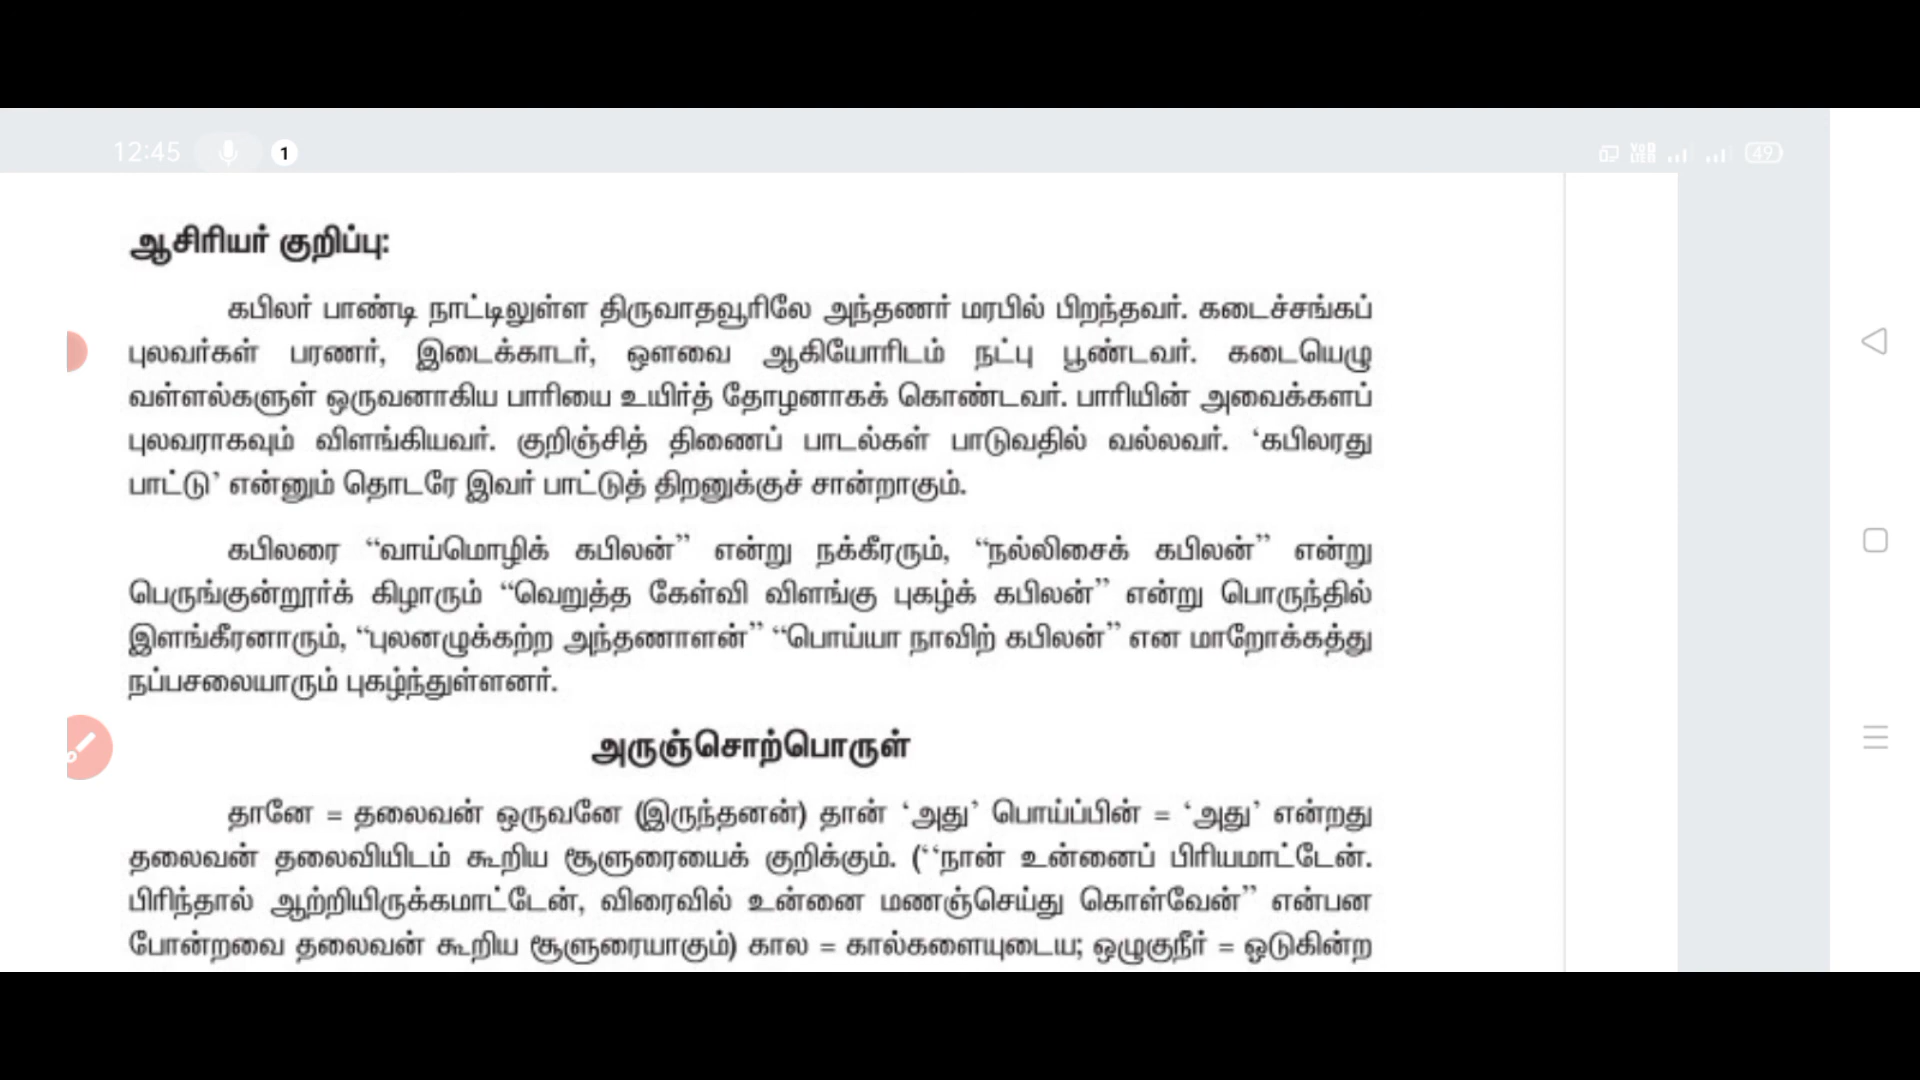 12:45
1
VoD LTER
49
ஆசிரியர் குறிப்பு:
கபிலர் பாண்டி நாட்டிலுள்ள திருவாதவூரிலே அந்தணர் மரபில் பிறந்தவர். கடைச்சங்கப்
புலவர்கள் பரணர், இடைக்காடர், ஔவை ஆகியோரிடம் நட்பு பூண்டவர். கடையெழு
வள்ளல்களுள் ஒருவனாகிய பாரியை உயிர்த் தோழனாகக் கொண்டவர். பாரியின் அவைக்களப்
புலவராகவும் விளங்கியவர். குறிஞ்சித் திணைப் பாடல்கள் பாடுவதில் வல்லவர். ‘கபிலரது
பாட்டு’ என்னும் தொடரே இவர் பாட்டுத் திறனுக்குச் சான்றாகும்.
கபிலரை “வாய்மொழிக் கபிலன்” என்று நக்கீரரும், “நல்லிசைக் கபிலன்” என்று
பெருங்குன்றூர்க் கிழாரும் “வெறுத்த கேள்வி விளங்கு புகழ்க் கபிலன்” என்று பொருந்தில்
இளங்கீரனாரும், “புலனழுக்கற்ற அந்தணாளன்” “பொய்யா நாவிற் கபிலன்” என மாறோக்கத்து
நப்பசலையாரும் புகழ்ந்துள்ளனர்.
அருஞ்சொற்பொருள்
தானே = தலைவன் ஒருவனே (இருந்தனன்) தான் ‘அது’ பொய்ப்பின் = ‘அது’ என்றது
தலைவன் தலைவியிடம் கூறிய சூளுரையைக் குறிக்கும். (‘‘நான் உன்னைப் பிரியமாட்டேன்.
பிரிந்தால் ஆற்றியிருக்கமாட்டேன், விரைவில் உன்னை மணஞ்செய்து கொள்வேன்” என்பன
போன்றவை தலைவன் கூறிய சூளுரையாகும்) கால = கால்களையுடைய; ஒழுகுநீர் = ஓடுகின்ற